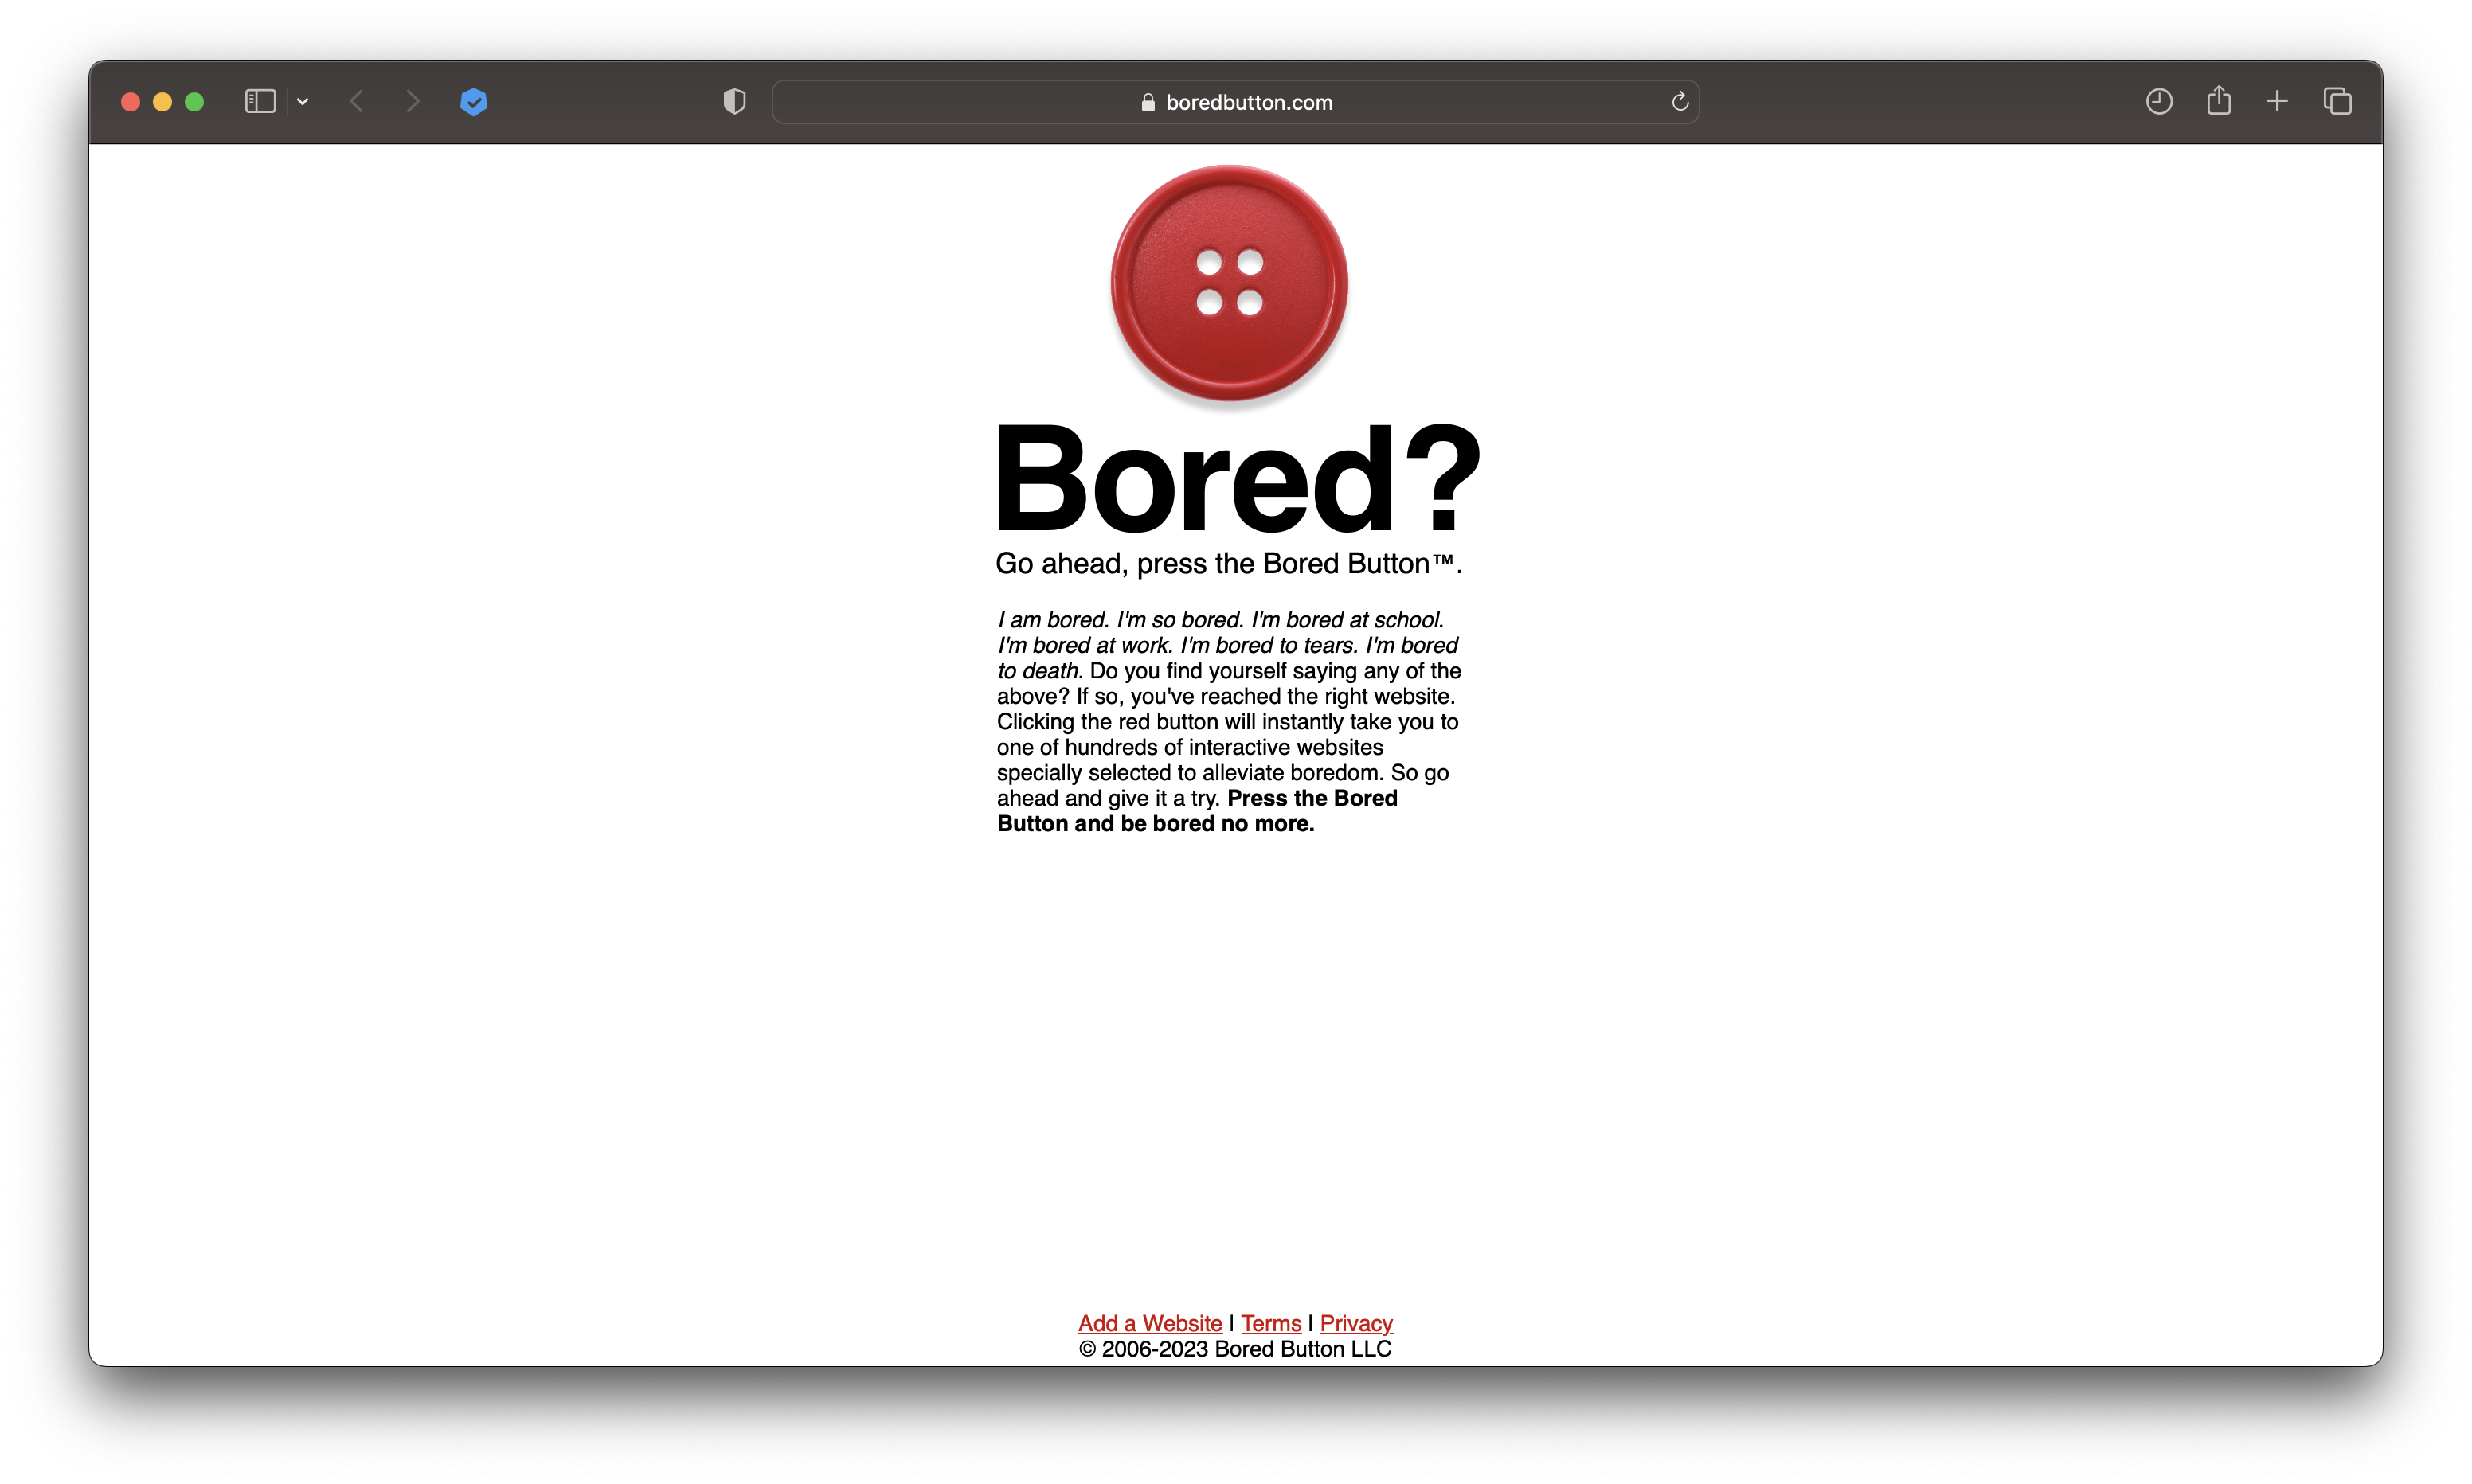 boredbutton.com
Bored?
Go ahead, press the Bored Button™.
I am bored. I'm so bored. I'm bored at school.
I'm bored at work. I'm bored to tears. I'm bored
to death. Do you find yourself saying any of the
above? If so, you've reached the right website.
Clicking the red button will instantly take you to
one of hundreds of interactive websites
specially selected to alleviate boredom. So go
ahead and give it a try. Press the Bored
Button and be bored no more.
Add a Website | Terms | Privacy
© 2006-2023 Bored Button LLC